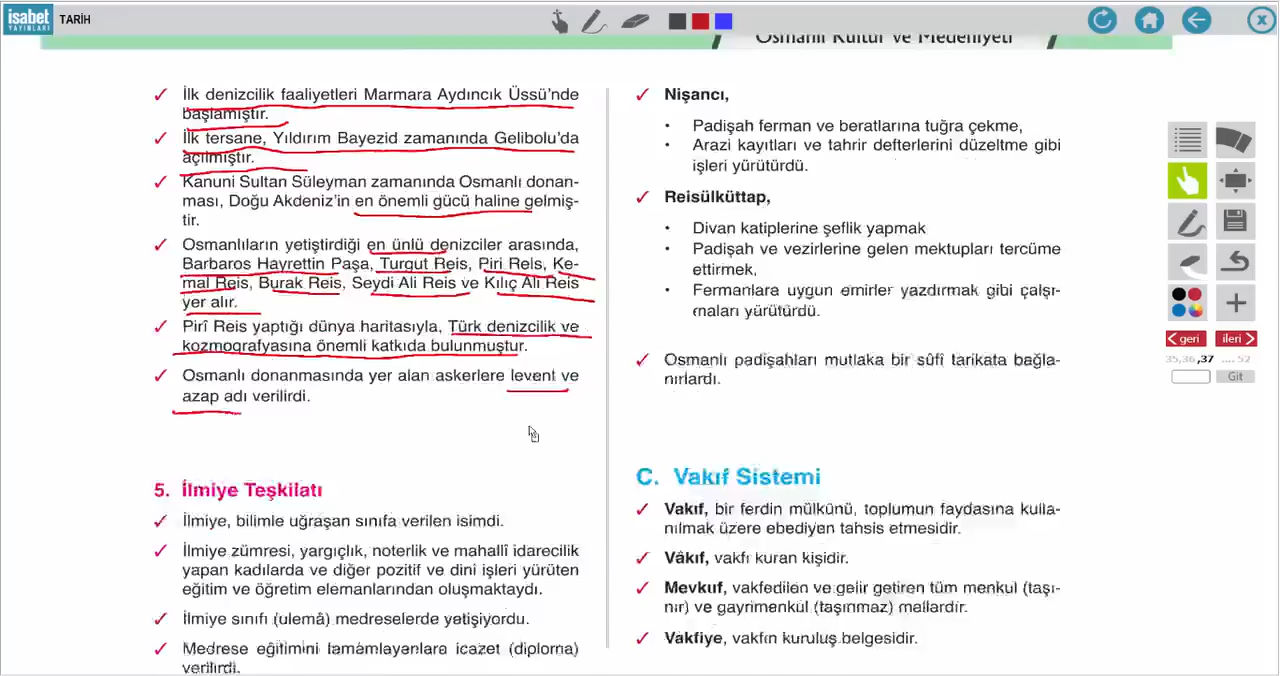 isabet
YAYINLARI
TARİH
Osmanlı Kültür ve Medeniyeti
✓ İlk denizcilik faaliyetleri Marmara Aydıncık Üssü'nde
başlamıştır.
✓ İlk tersane, Yıldırım Bayezid zamanında Gelibolu'da
açılmıştır.
✓ Kanuni Sultan Süleyman zamanında Osmanlı donan-
ması, Doğu Akdeniz'in en önemli gücü haline gelmiş-
tir.
✓ Osmanlıların yetiştirdiği en ünlü denizciler arasında,
Barbaros Hayrettin Paşa, Turgut Reis, Piri Reis, Ke-
mal Reis, Burak Reis, Seydi Ali Reis ve Kılıç Ali Reis
yer alır.
✓ Pirî Reis yaptığı dünya haritasıyla, Türk denizcilik ve
kozmografyasına önemli katkıda bulunmuştur.
✓ Osmanlı donanmasında yer alan askerlere levent ve
azap adı verilirdi.
5. İlmiye Teşkilatı
✓ İlmiye, bilimle uğraşan sınıfa verilen isimdi.
✓ İlmiye zümresi, yargıçlık, noterlik ve mahallî idarecilik
yapan kadılarda ve diğer pozitif ve dini işleri yürüten
eğitim ve öğretim elemanlarından oluşmaktaydı.
✓ İlmiye sınıfı (ulemâ) medreselerde yetişiyordu.
✓ Medrese eğitimini tamamlayanlara icazet (diploma)
verilirdi.
✓ Nişancı,
• Padişah ferman ve beratlarına tuğra çekme,
• Arazi kayıtları ve tahrir defterlerini düzeltme gibi
işleri yürütürdü.
✓ Reisülküttap,
• Divan katiplerine şeflik yapmak
• Padişah ve vezirlerine gelen mektupları tercüme
ettirmek,
• Fermanlara uygun emirler yazdırmak gibi çalış-
maları yürütürdü.
✓ Osmanlı padişahları mutlaka bir sûfî tarikata bağla-
nırlardı.
C. Vakıf Sistemi
✓ Vakıf, bir ferdin mülkünü, toplumun faydasına kulla-
nılmak üzere ebediyen tahsis etmesidir.
✓ Vâkıf, vakfı kuran kişidir.
✓ Mevkuf, vakfedilen ve gelir getiren tüm menkul (taşı-
nır) ve gayrimenkul (taşınmaz) mallardır.
✓ Vakfiye, vakfın kuruluş belgesidir.
geri
ileri
35,36,37 .... 52
Git